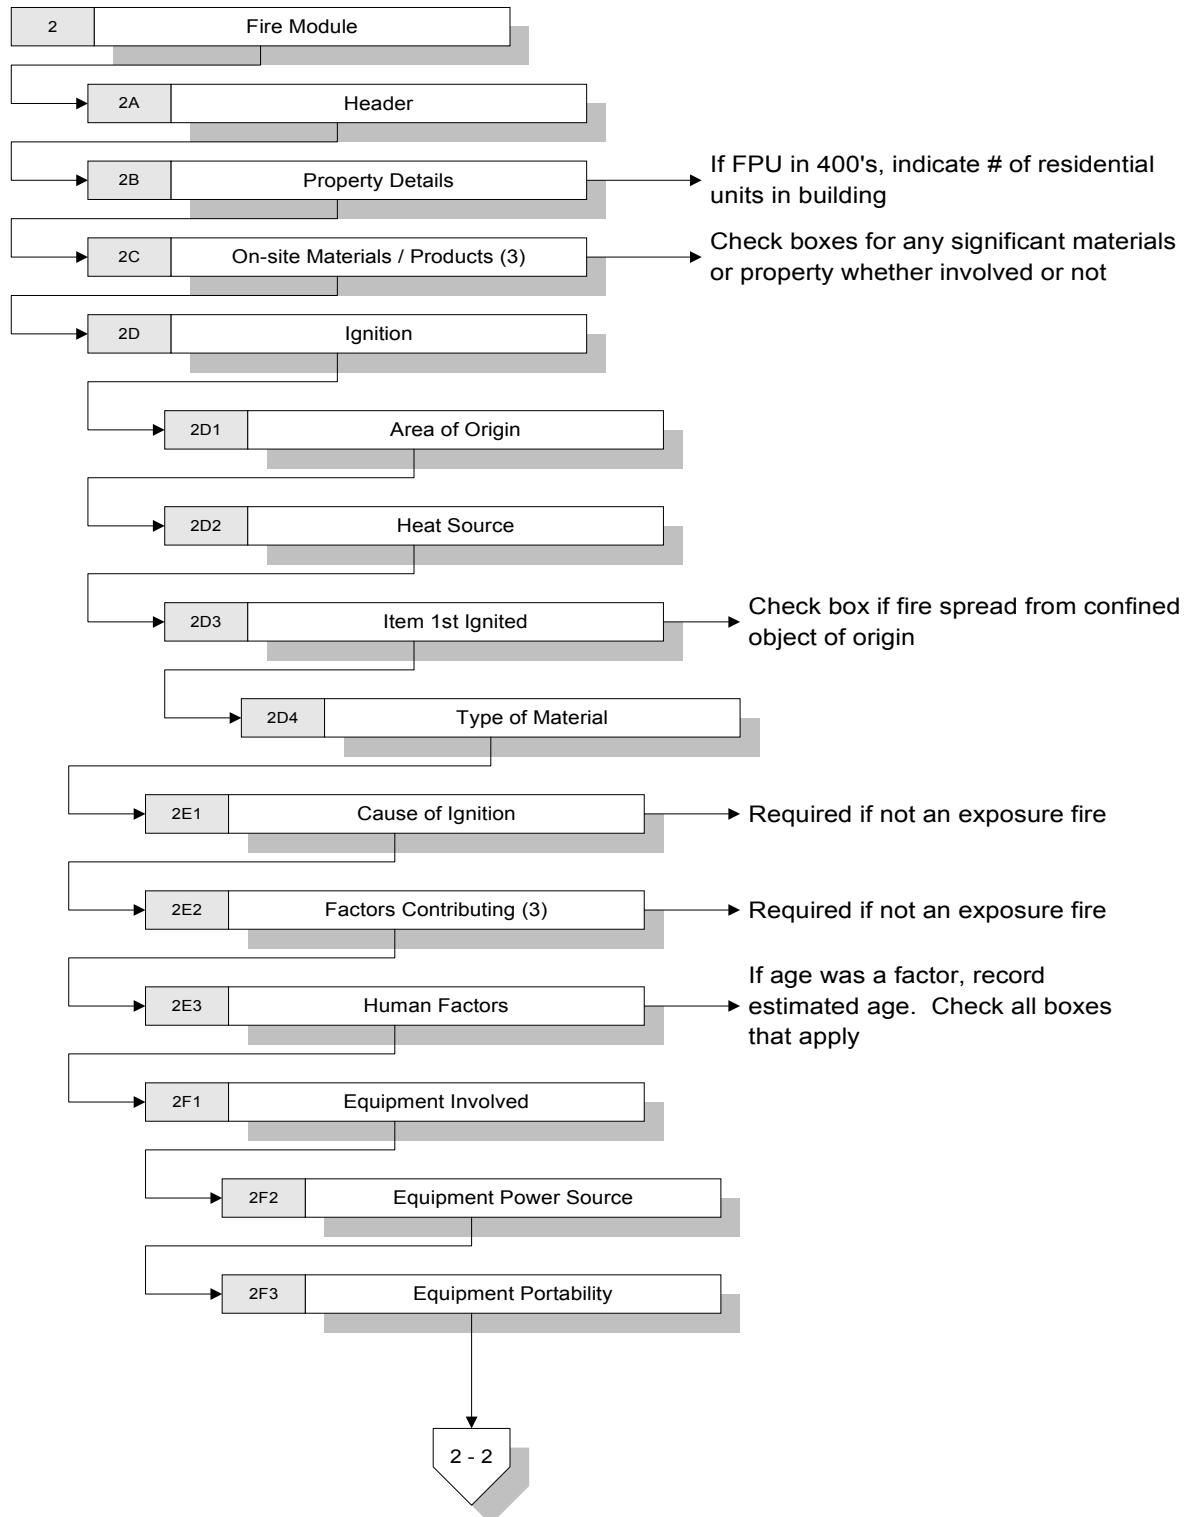 2 Fire Module
2A Header
2B Property Details
If FPU in 400's, indicate # of residential
units in building
2C On-site Materials / Products (3)
Check boxes for any significant materials
or property whether involved or not
2D Ignition
2D1 Area of Origin
2D2 Heat Source
2D3 Item 1st Ignited
Check box if fire spread from confined
object of origin
2D4 Type of Material
2E1 Cause of Ignition
Required if not an exposure fire
2E2 Factors Contributing (3)
Required if not an exposure fire
2E3 Human Factors
If age was a factor, record
estimated age.  Check all boxes
that apply
2F1 Equipment Involved
2F2 Equipment Power Source
2F3 Equipment Portability
2 - 2